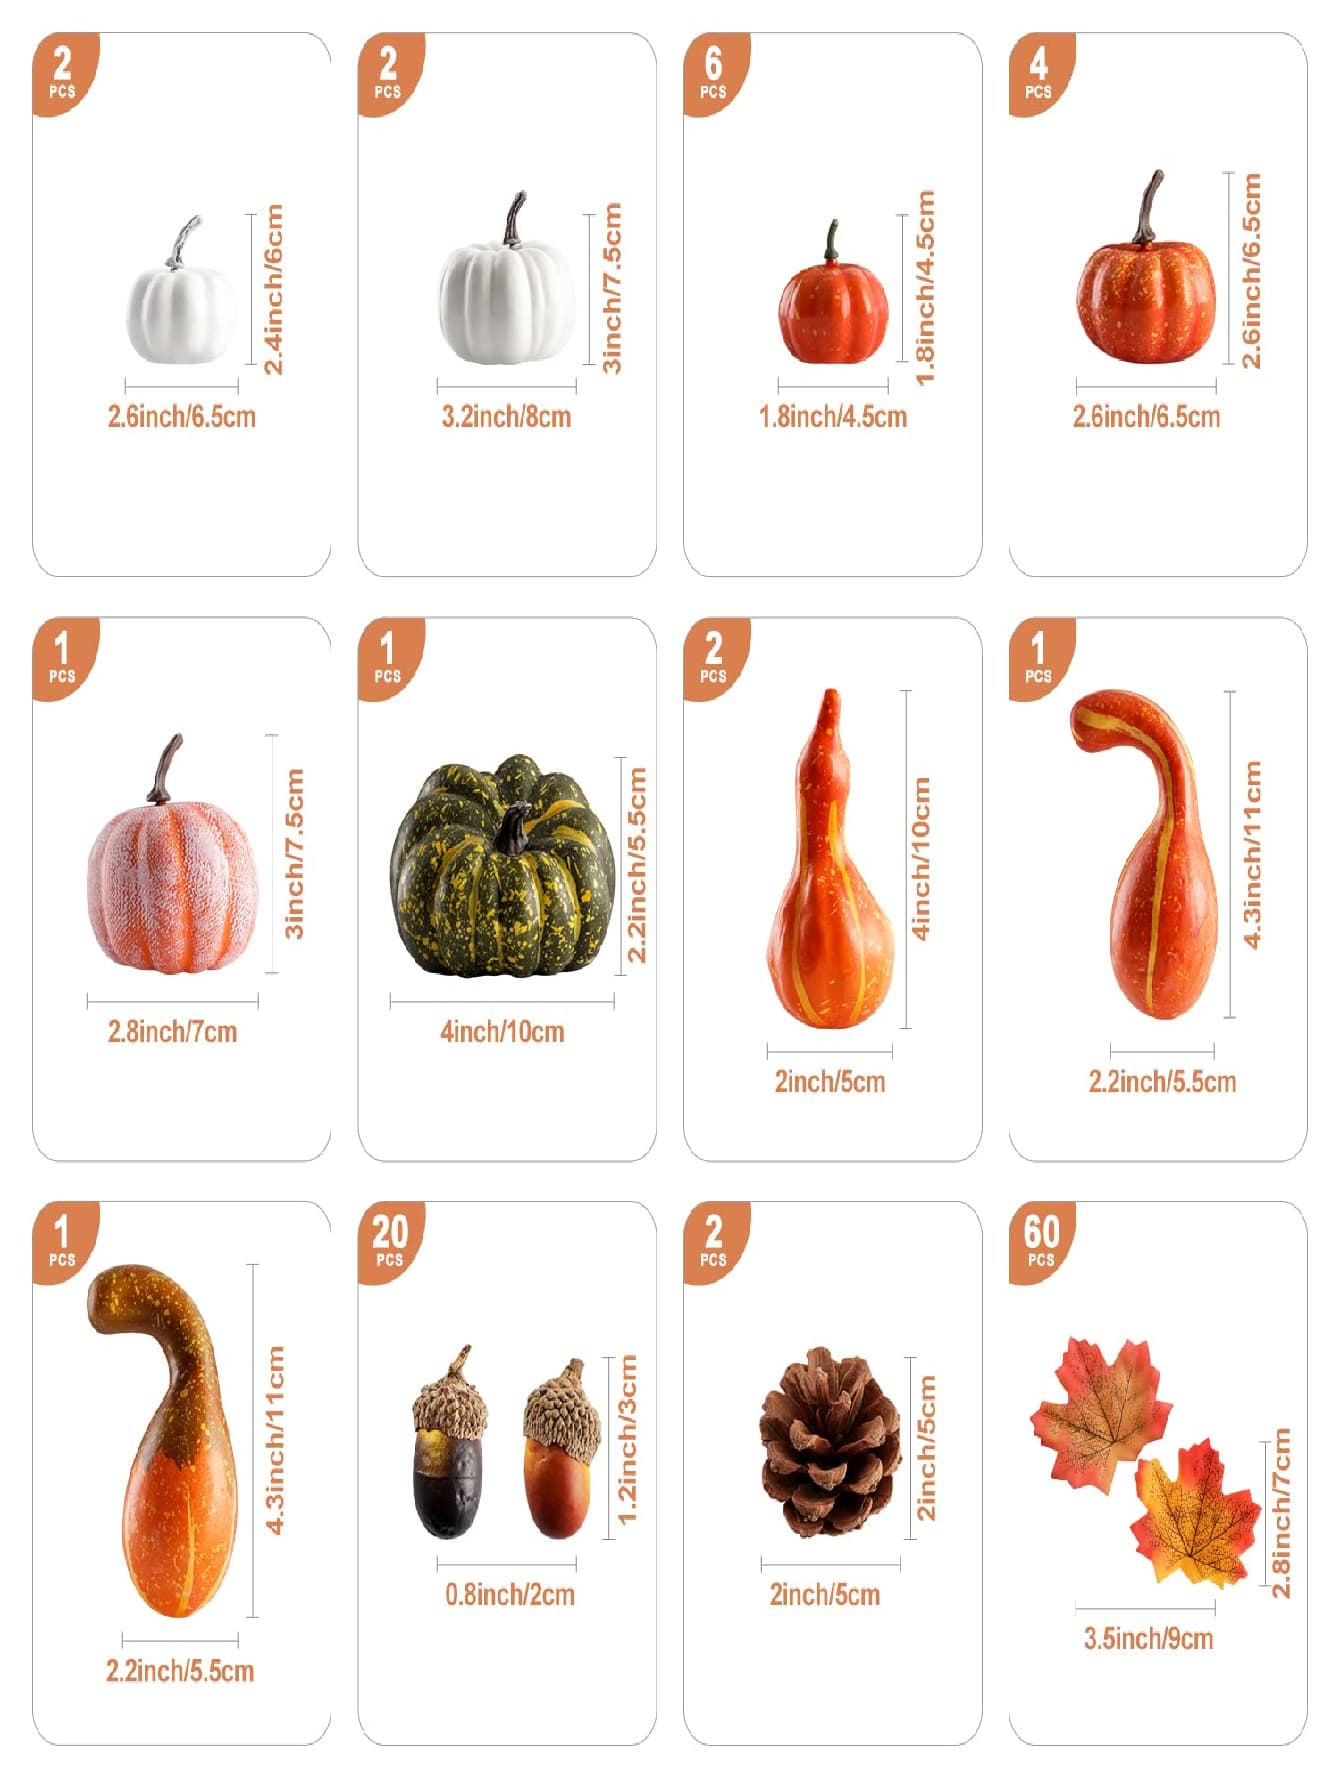 2
PCS
2.4inch/6cm
2.6inch/6.5cm
2
PCS
3inch/7.5cm
3.2inch/8cm
6
PCS
1.8inch/4.5cm
1.8inch/4.5cm
4
PCS
2.6inch/6.5cm
2.6inch/6.5cm
1
PCS
3inch/7.5cm
2.8inch/7cm
1
PCS
2.2inch/5.5cm
4inch/10cm
2
PCS
4inch/10cm
2inch/5cm
1
PCS
4.3inch/11cm
2.2inch/5.5cm
1
PCS
4.3inch/11cm
2.2inch/5.5cm
20
PCS
1.2inch/3cm
0.8inch/2cm
2
PCS
2inch/5cm
2inch/5cm
60
PCS
2.8inch/7cm
3.5inch/9cm